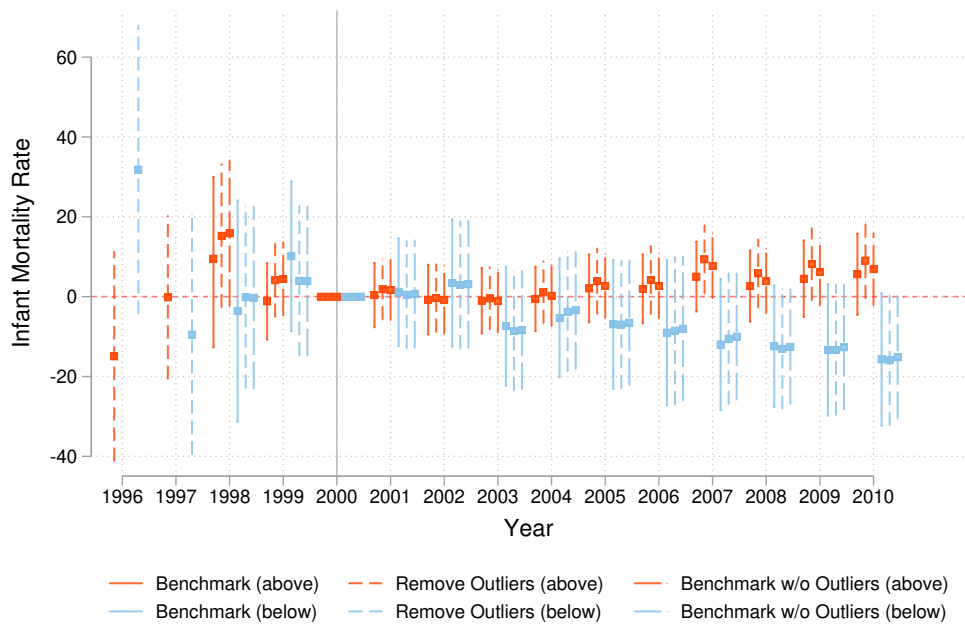 Infant Mortality Rate
60
40
20
0
-20
-40
1996 1997 1998 1999 2000 2001 2002 2003 2004 2005 2006 2007 2008 2009 2010
Year
Benchmark (above) Remove Outliers (above) Benchmark w/o Outliers (above)
Benchmark (below) Remove Outliers (below) Benchmark w/o Outliers (below)